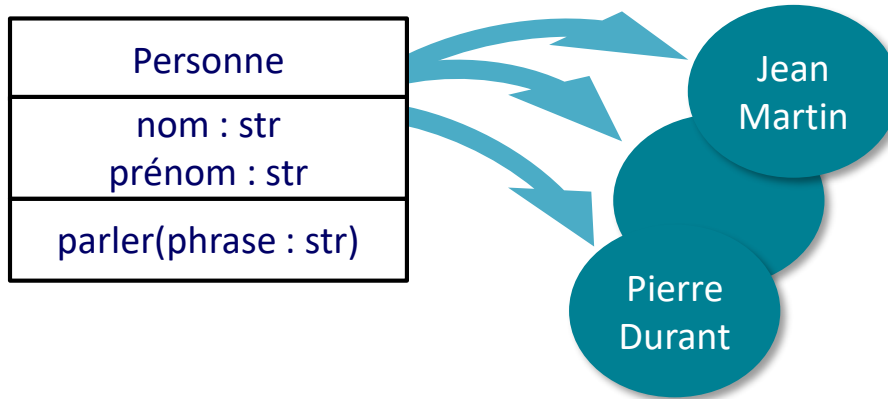 Personne
nom : str
prénom : str
parler(phrase : str)
Jean
Martin
Pierre
Durant